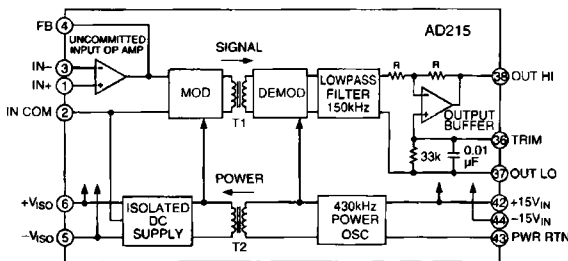 AD215
FB 4
UNCOMMITTED
INPUT OP AMP
IN– 3
IN+ 1
IN COM 2
–
+
SIGNAL
MOD
T1
DEMOD
LOWPASS
FILTER
150kHz
R
R
–
+
OUTPUT
BUFFER
33k
0.01
µF
38 OUT HI
36 TRIM
37 OUT LO
POWER
+VISO 6
–VISO 5
ISOLATED
DC
SUPPLY
T2
430kHz
POWER
OSC
42 +15VIN
44 –15VIN
43 PWR RTN